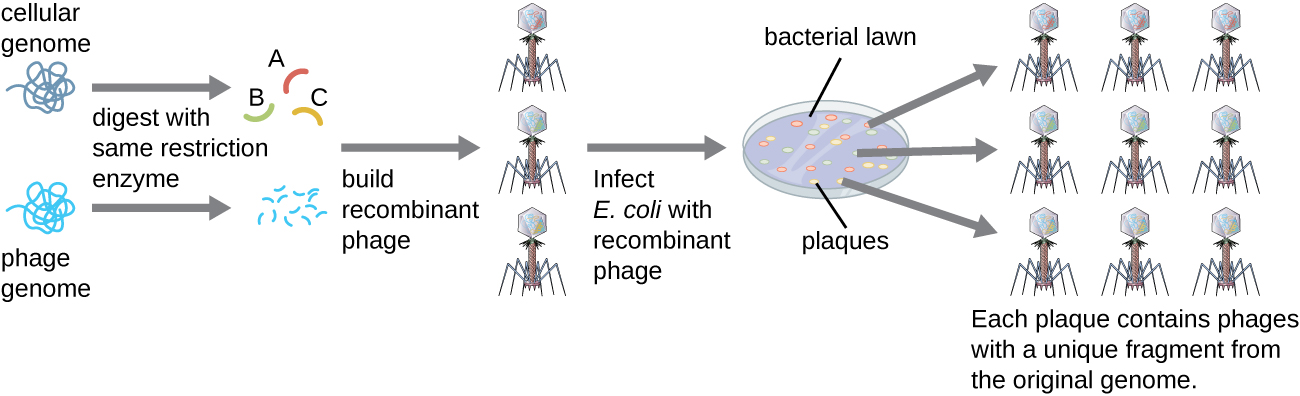 cellular
genome
A
B
C
digest with
same restriction
enzyme
phage
genome
build
recombinant
phage
Infect
E. coli with
recombinant
phage
bacterial lawn
plaques
Each plaque contains phages
with a unique fragment from
the original genome.